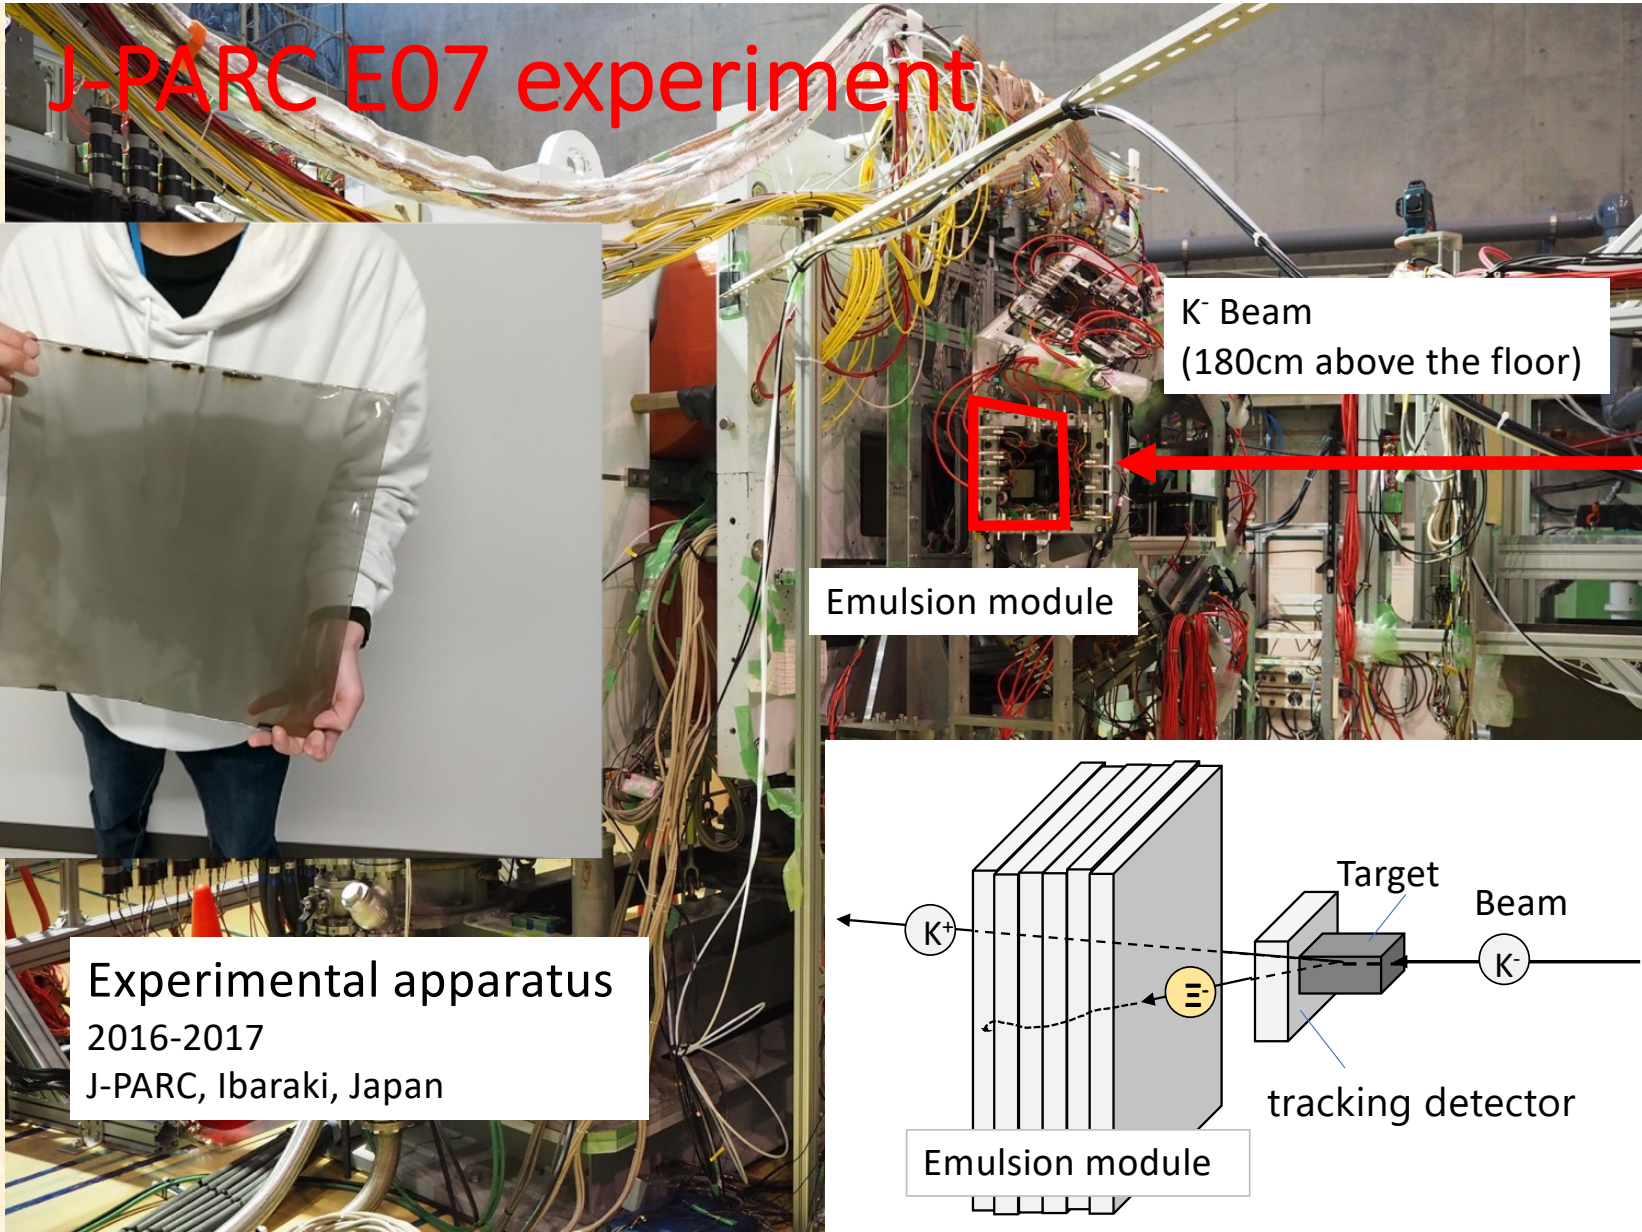 J-PARC E07 experiment
K⁻ Beam
(180cm above the floor)
Emulsion module
Experimental apparatus
2016-2017
J-PARC, Ibaraki, Japan
Target
Beam
K⁺
K⁻
Ξ⁻
tracking detector
Emulsion module